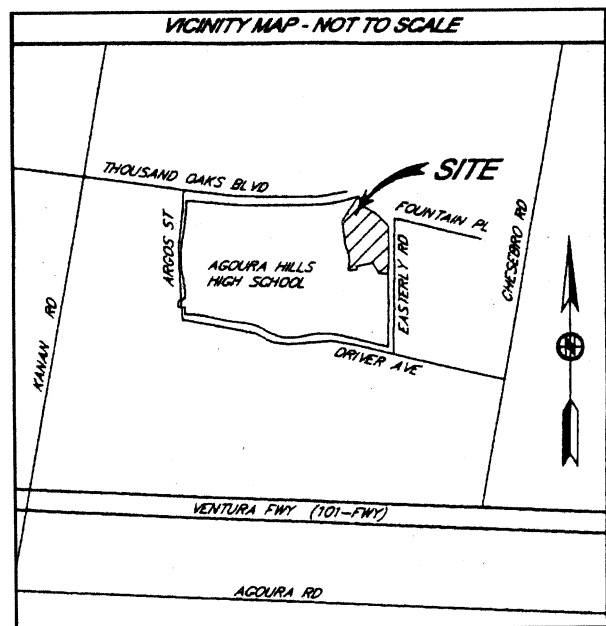 VICINITY MAP - NOT TO SCALE
THOUSAND OAKS BLVD
SITE
FOUNTAIN PL
ARGOS ST
AGOURA HILLS
HIGH SCHOOL
EASTERLY RD
CHESEBRO RD
KANAN RD
DRIVER AVE
VENTURA FWY (101-FWY)
AGOURA RD